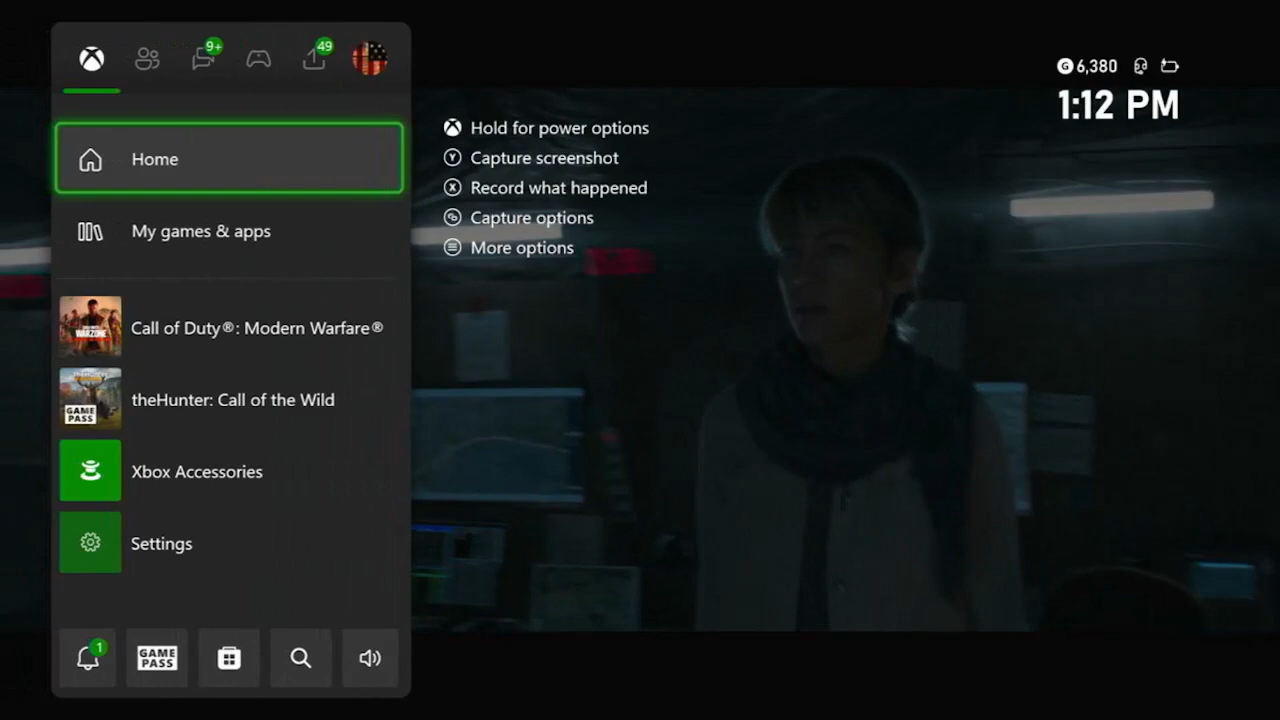 9+
49
G 6,380
1:12 PM
Home
My games & apps
Hold for power options
Y Capture screenshot
X Record what happened
Capture options
More options
WARZONE
Call of Duty®: Modern Warfare®
GAME PASS
theHunter: Call of the Wild
Xbox Accessories
Settings
1
GAME PASS